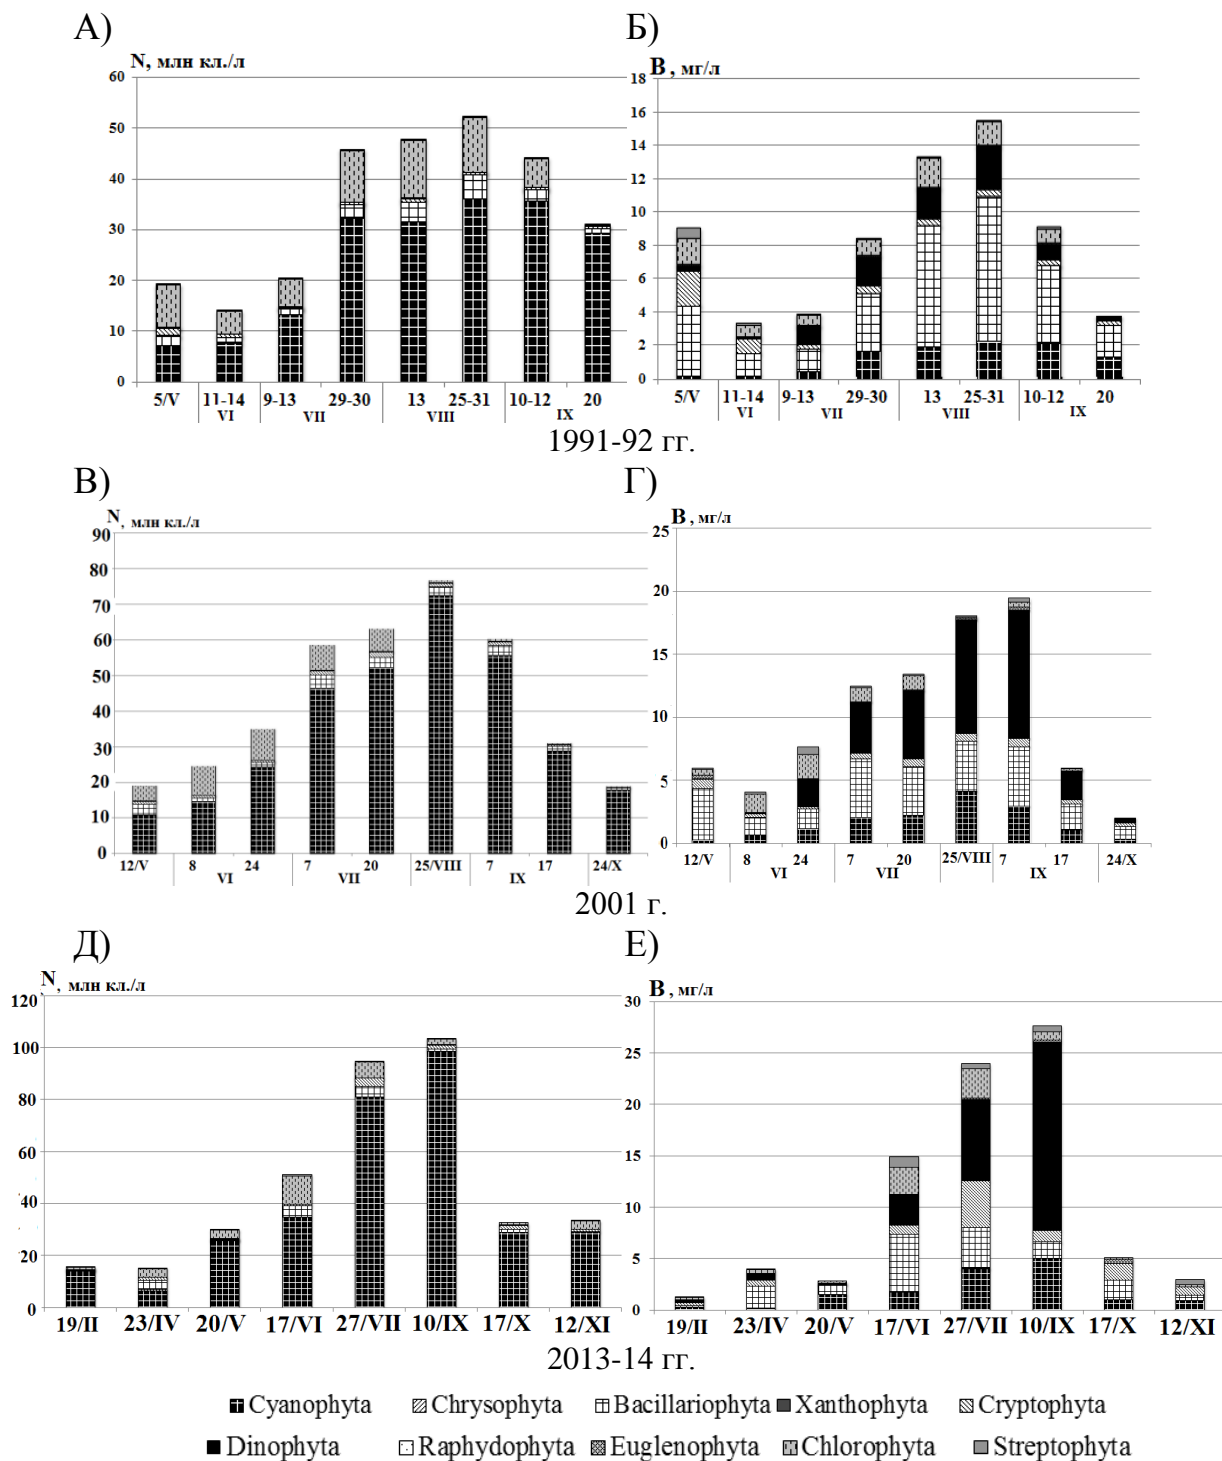 А) Б)
N, млн кл./л B, мг/л
60 18
50 16
40 14
30 12
20 10
10 8
0 6
4
2
0
5/V 11-14 9-13 29-30 13 25-31 10-12 20
VI VII VIII IX
5/V 11-14 9-13 29-30 13 25-31 10-12 20
VI VII VIII IX
1991-92 гг.
В) Г)
N, млн кл./л B , мг/л
90 25
80 20
70 15
60 10
50 5
40 0
30
20
10
0
12/V 8 24 7 20 25/VIII 7 17 24/X
VI VII IX
12/V 8 24 7 20 25/VIII 7 17 24/X
VI VII IX
2001 г.
Д) Е)
N, млн кл./л B , мг/л
120 30
100 25
80 20
60 15
40 10
20 5
0 0
19/II 23/IV 20/V 17/VI 27/VII 10/IX 17/X 12/XI
19/II 23/IV 20/V 17/VI 27/VII 10/IX 17/X 12/XI
2013-14 гг.
Cyanophyta Chrysophyta Bacillariophyta Xanthophyta Cryptophyta
Dinophyta Raphydophyta Euglenophyta Chlorophyta Streptophyta